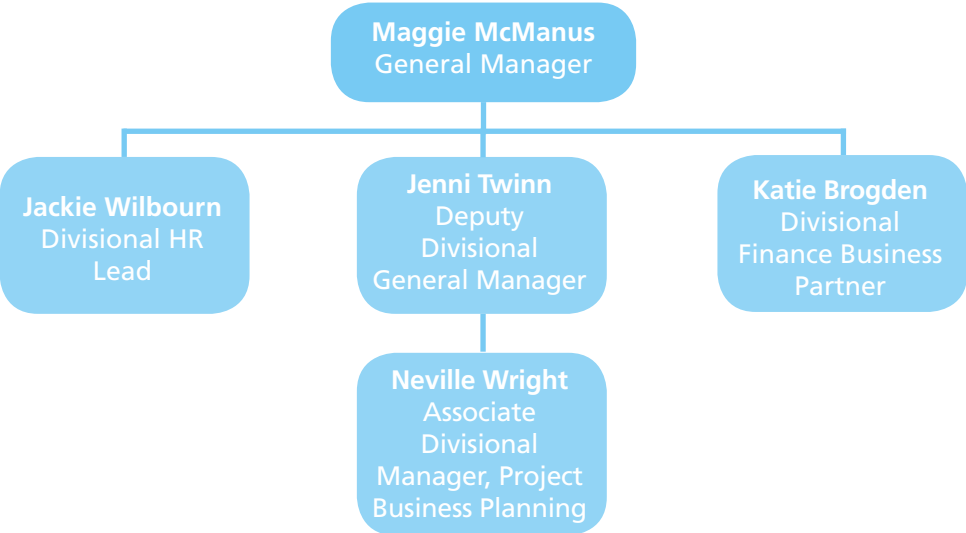 Maggie McManus
General Manager
Jackie Wilbourn
Divisional HR
Lead
Jenni Twinn
Deputy
Divisional
General Manager
Katie Brogden
Divisional
Finance Business
Partner
Neville Wright
Associate
Divisional
Manager, Project
Business Planning